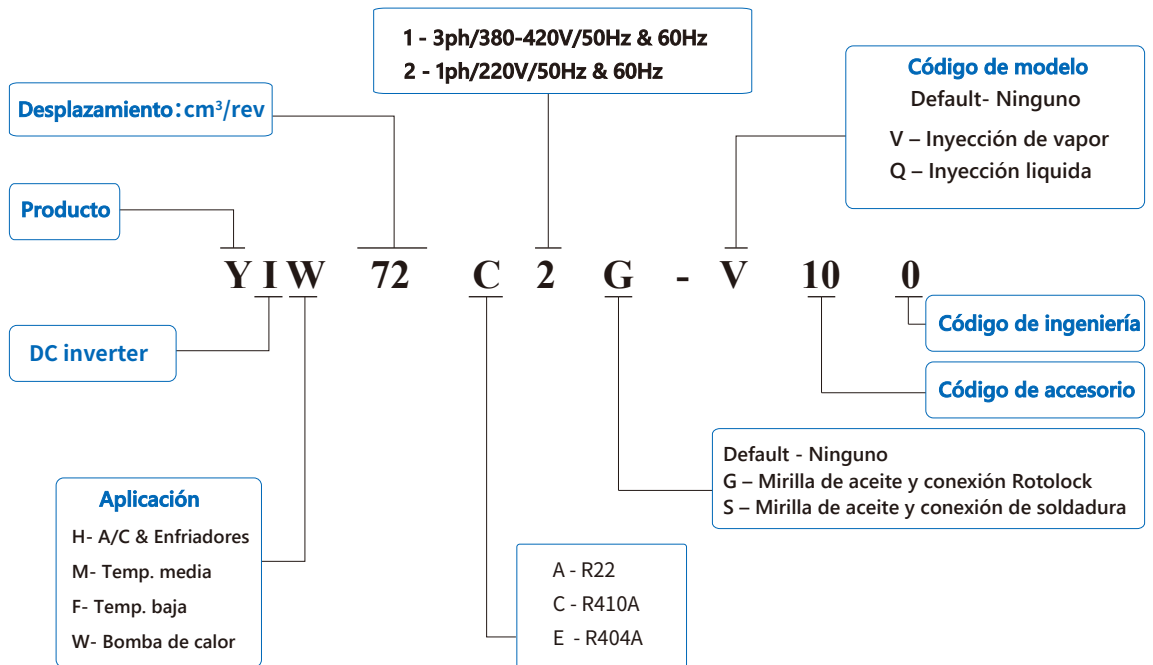 1 - 3ph/380-420V/50Hz & 60Hz
2 - 1ph/220V/50Hz & 60Hz
Código de modelo
Default- Ninguno
V – Inyección de vapor
Q – Inyección liquida
Desplazamiento:cm³/rev
Producto
Y I W 72 C 2 G - V 10 0
Código de ingeniería
DC inverter
Código de accesorio
Default - Ninguno
G – Mirilla de aceite y conexión Rotolock
S – Mirilla de aceite y conexión de soldadura
Aplicación
H- A/C & Enfriadores
M- Temp. media
F- Temp. baja
W- Bomba de calor
A - R22
C - R410A
E - R404A